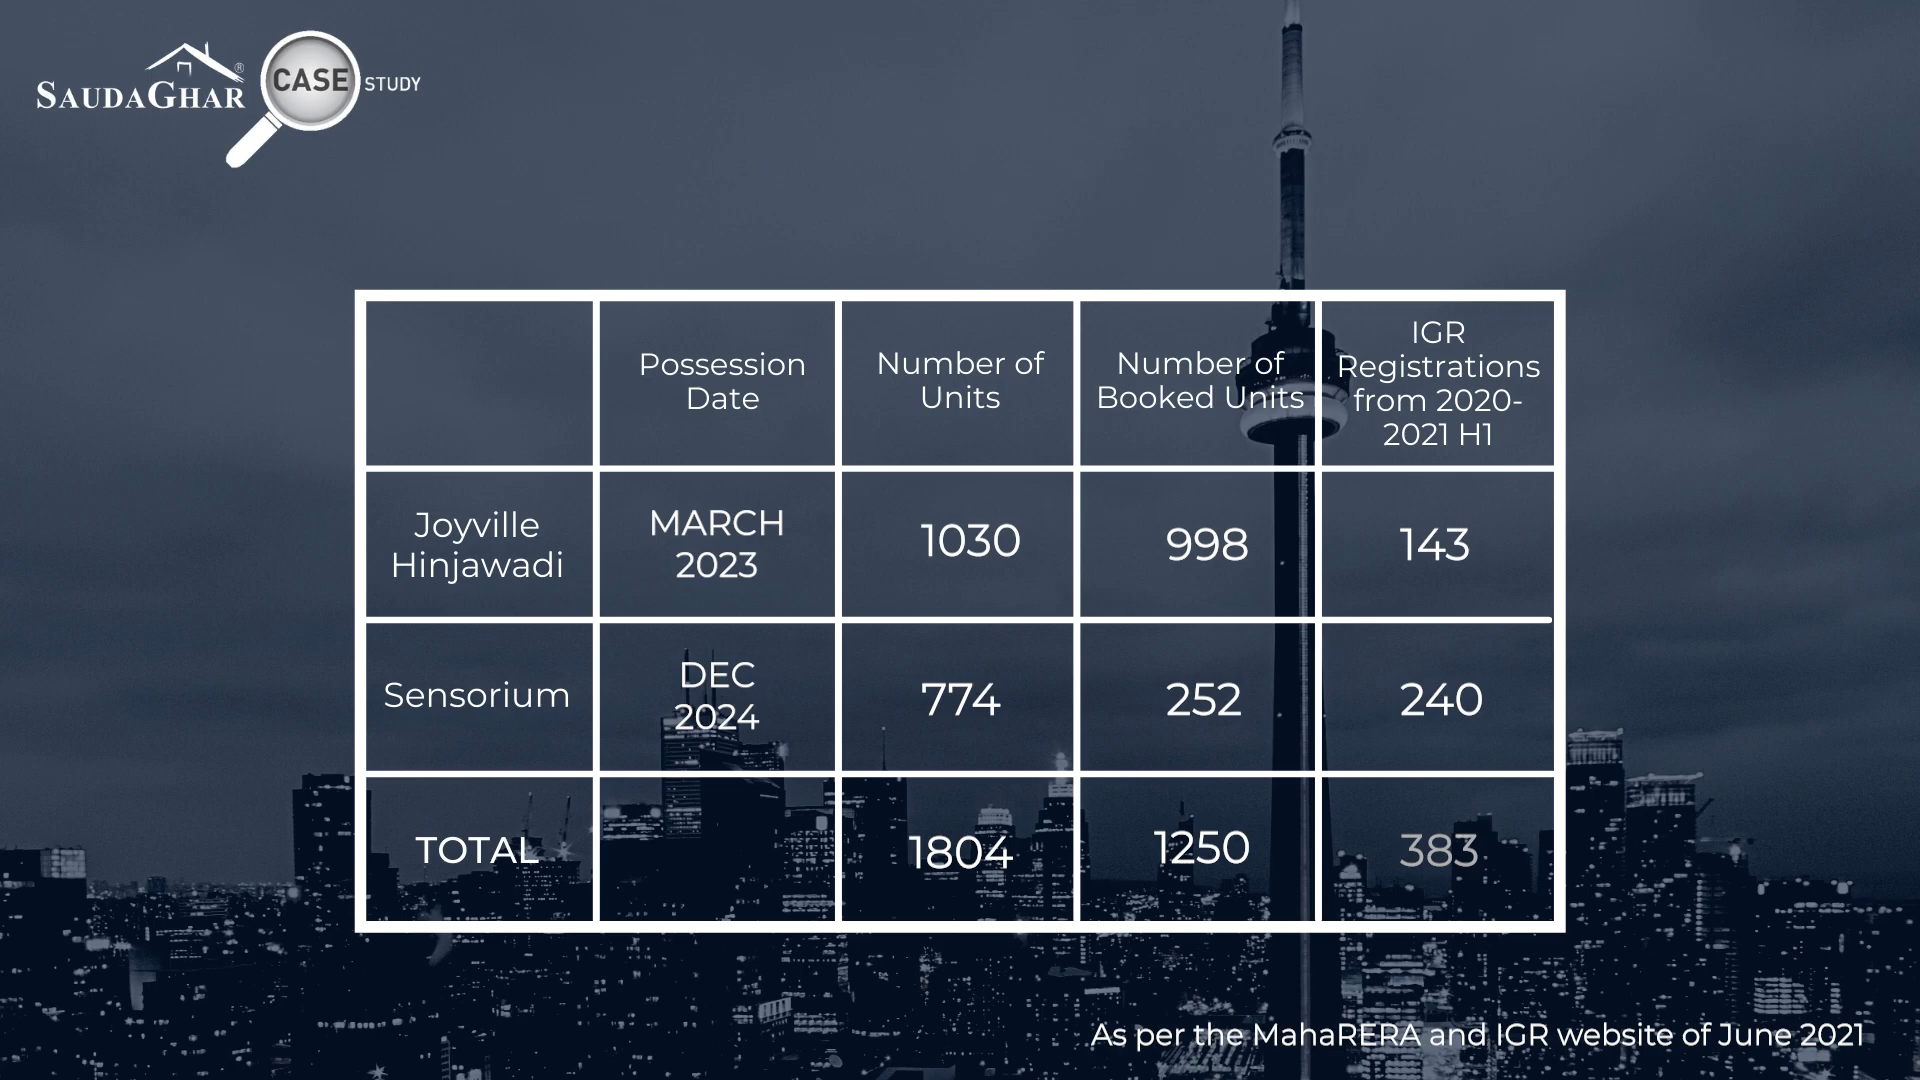 SAUDAGHAR®
CASE STUDY
Possession
Date
Number of
Units
Number of
Booked Units
IGR
Registrations
from 2020-
2021 H1
Joyville
Hinjawadi
MARCH
2023
1030
998
143
Sensorium
DEC
2024
774
252
240
TOTAL
1804
1250
383
As per the MahaRERA and IGR website of June 2021